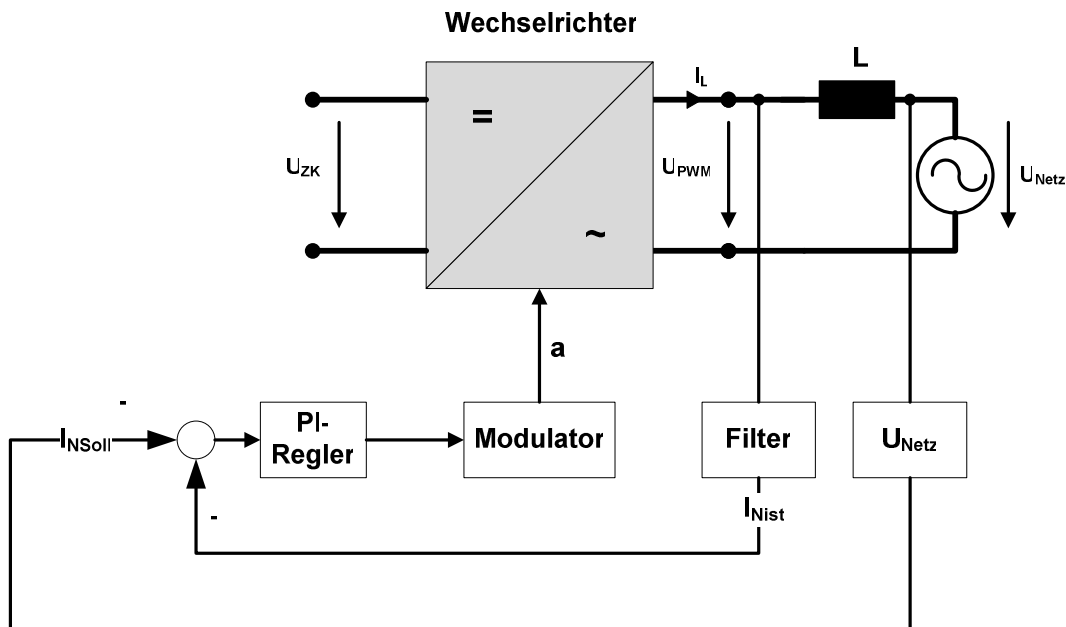 Wechselrichter
L
I_L
=
U_ZK
U_PWM
U_Netz
~
a
-
I_NSoll
PI-
Regler
Modulator
Filter
U_Netz
-
I_Nist